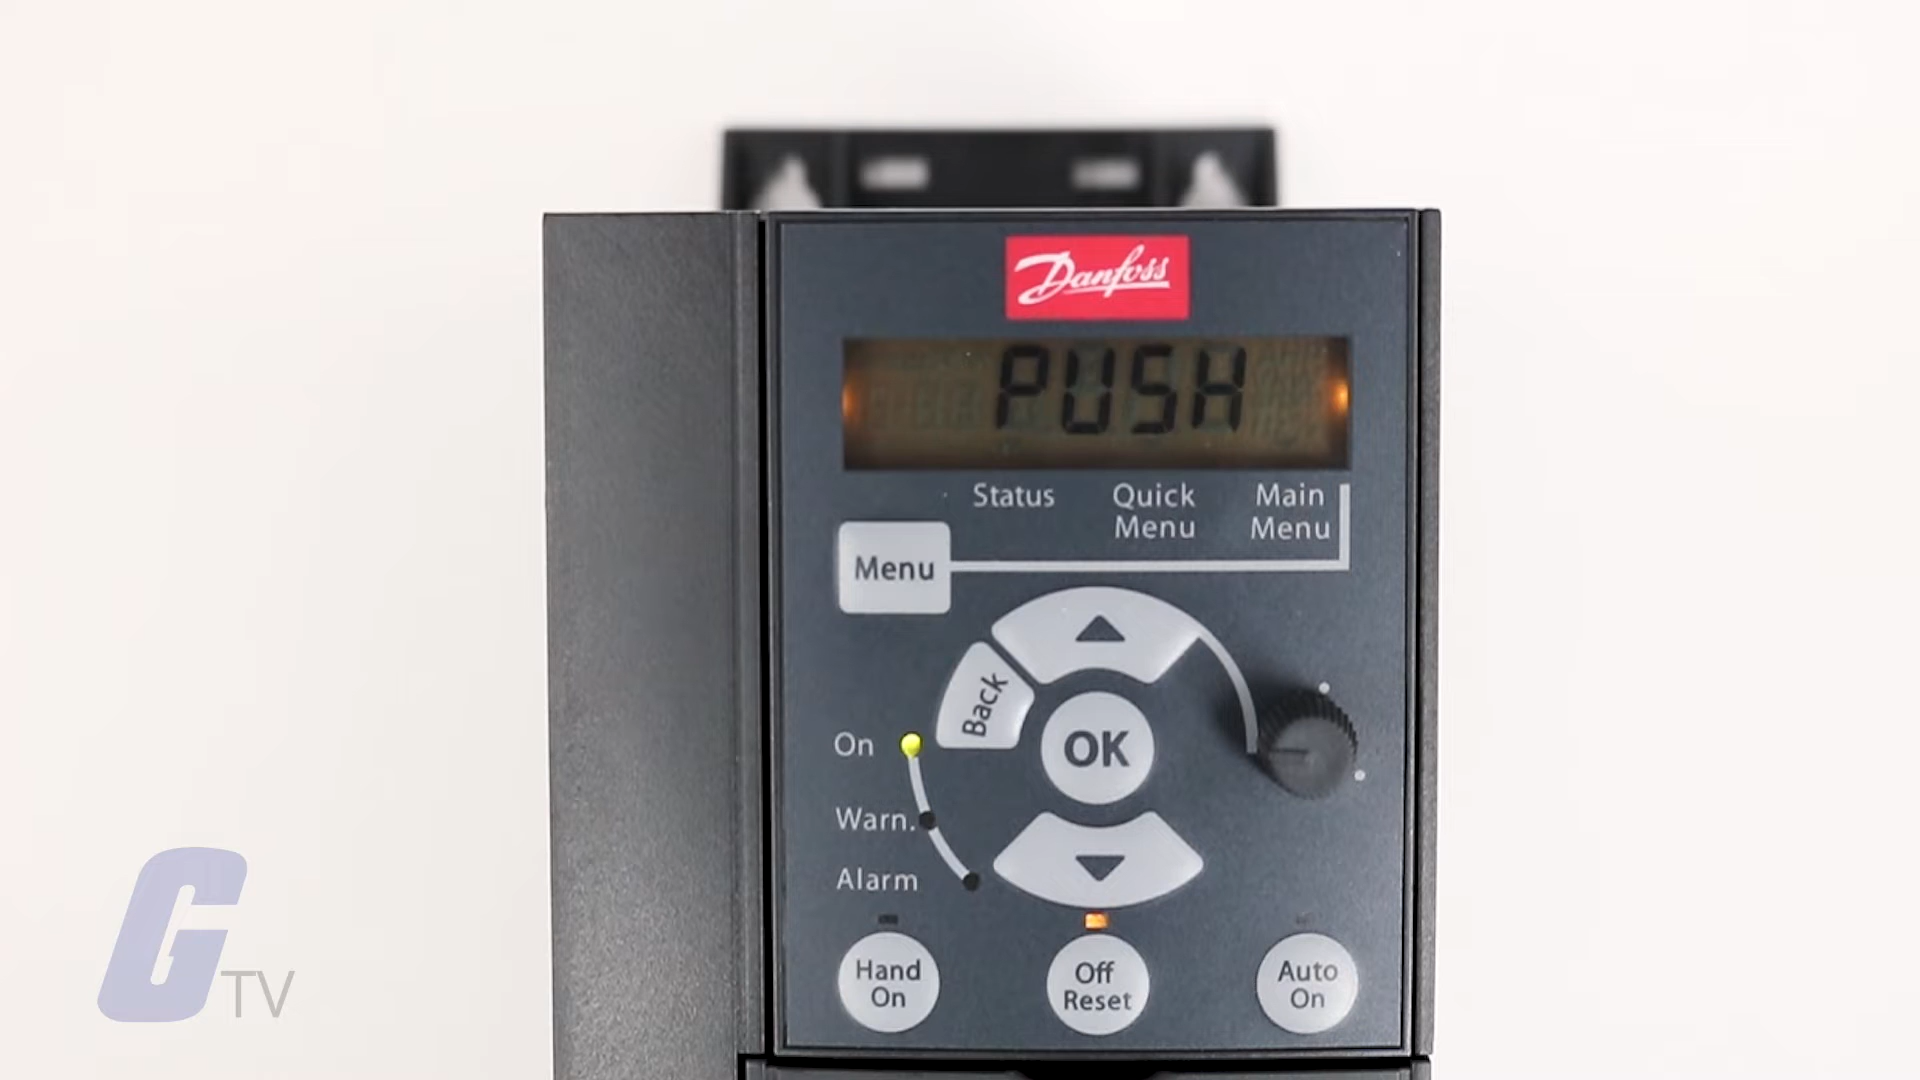 Danfoss
PUSH
Status
Quick
Menu
Main
Menu
Menu
Back
OK
On
Warn.
Alarm
Hand
On
Off
Reset
Auto
On
G TV